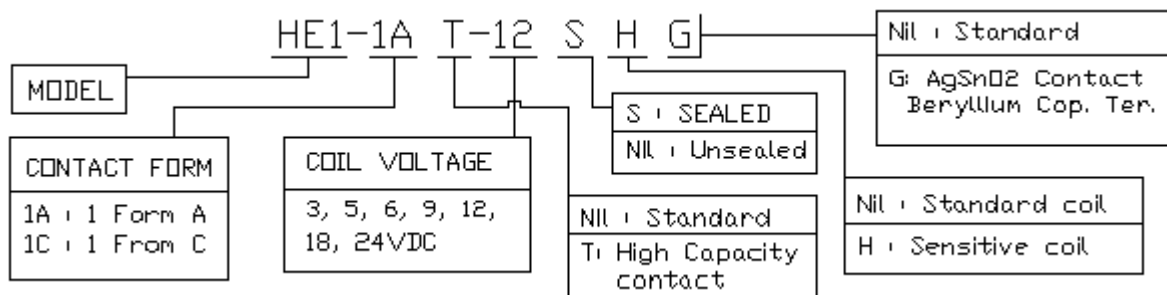 HE1-1A T-12 S H G
MODEL
Nil : Standard
G: AgSnO2 Contact
Beryllium Cop. Ter.
S : SEALED
Nil : Unsealed
CONTACT FORM
1A : 1 Form A
1C : 1 From C
COIL VOLTAGE
3, 5, 6, 9, 12,
18, 24VDC
Nil : Standard
T: High Capacity
contact
Nil : Standard coil
H : Sensitive coil